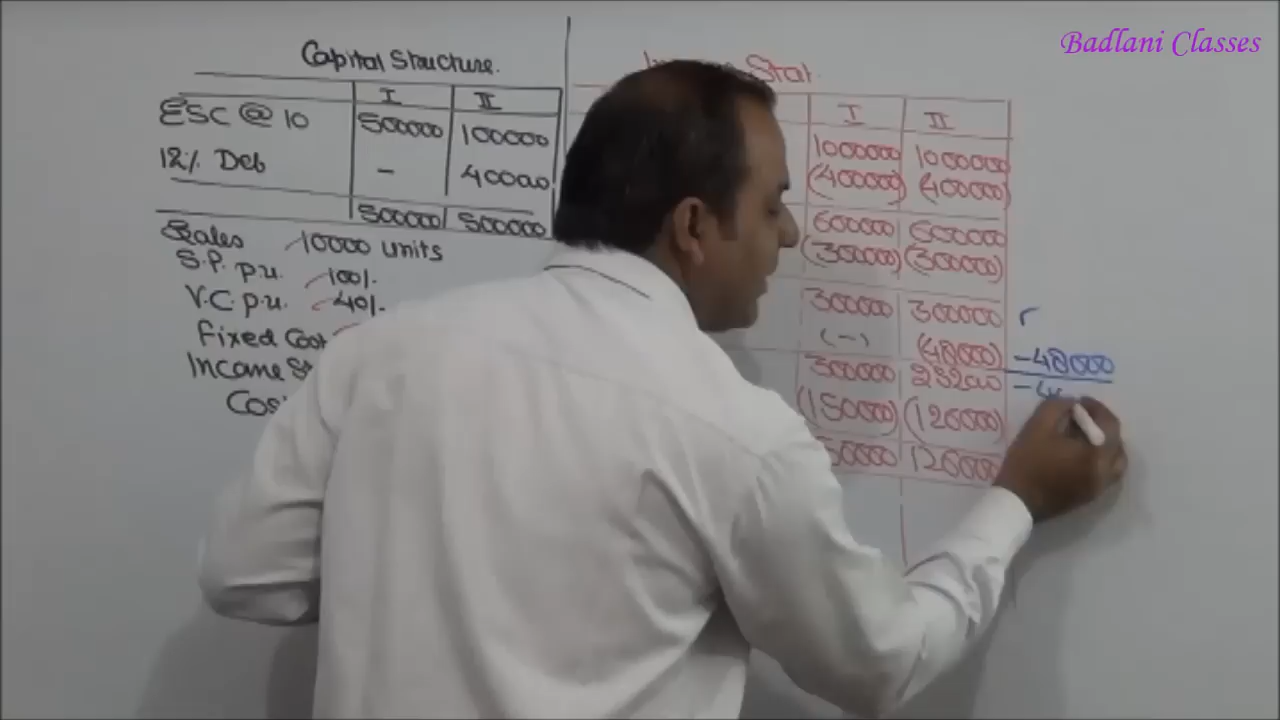 Badlani Classes
Capital Structure.
I II
ESC @ 10 500000 100000
12% Deb - 400000
500000 500000
Sales 10000 units
S.P. p.u. 100/-
V.C. p.u. 40/-
Fixed Cost
Income
Stat.
I II
1000000 1000000
(400000) (400000)
600000 600000
(300000) (300000)
300000 300000
(-) (48000) -48000
300000 252000
(150000) (126000)
50000 126000